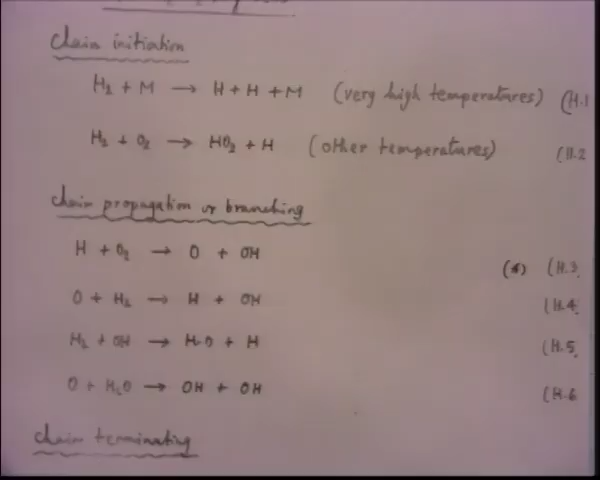 Chain initiation
H2 + M → H + H + M (very high temperatures) (H.1
H2 + O2 → HO2 + H (other temperatures) (H.2
Chain propagation or branching
H + O2 → O + OH (*) (H.3
O + H2 → H + OH (H.4
H2 + OH → H2O + H (H.5
O + H2O → OH + OH (H.6
Chain terminating